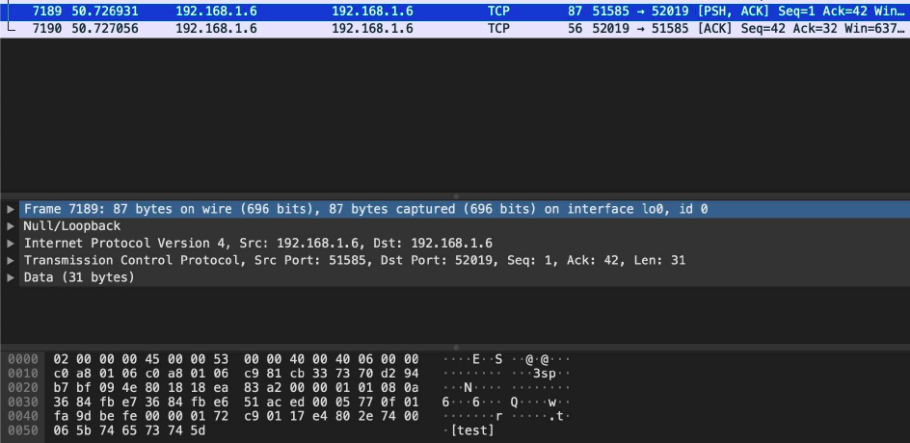 7189 50.726931 192.168.1.6 192.168.1.6 TCP 87 51585 → 52019 [PSH, ACK] Seq=1 Ack=42 Win…
7190 50.727056 192.168.1.6 192.168.1.6 TCP 56 52019 → 51585 [ACK] Seq=42 Ack=32 Win=637…
Frame 7189: 87 bytes on wire (696 bits), 87 bytes captured (696 bits) on interface lo0, id 0
Null/Loopback
Internet Protocol Version 4, Src: 192.168.1.6, Dst: 192.168.1.6
Transmission Control Protocol, Src Port: 51585, Dst Port: 52019, Seq: 1, Ack: 42, Len: 31
Data (31 bytes)
0000 02 00 00 00 45 00 00 53 00 00 40 00 40 06 00 00 ····E··S ··@·@···
0010 c0 a8 01 06 c0 a8 01 06 c9 81 cb 33 73 70 d2 94 ········ ···3sp··
0020 b7 bf 09 4e 80 18 18 ea 83 a2 00 00 01 01 08 0a ···N···· ········
0030 36 84 fb e7 36 84 fb e6 51 ac ed 00 05 77 0f 01 6···6··· Q····w··
0040 fa 9d be fe 00 00 01 72 c9 01 17 e4 80 2e 74 00 ·······r ·····.t·
0050 06 5b 74 65 73 74 5d ·[test]